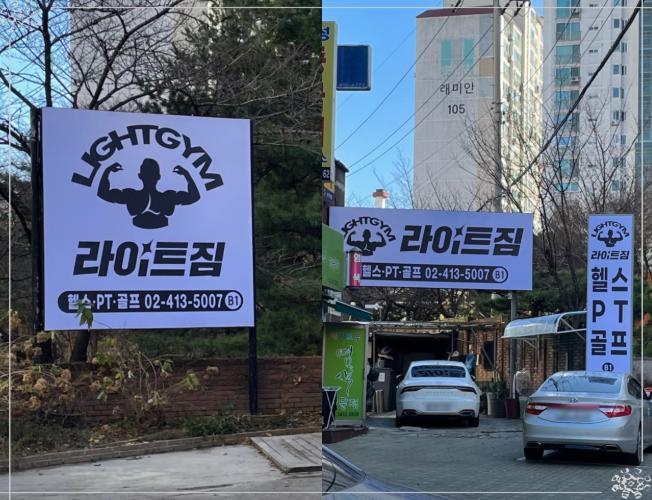 LIGHTGYM
라이트짐
헬스·PT·골프 02-413-5007 B1
래미안
105
LIGHTGYM
라이트짐
헬스·PT·골프 02-413-5007 B1
LIGHTGYM
라이트짐
헬스
PT
골프
B1